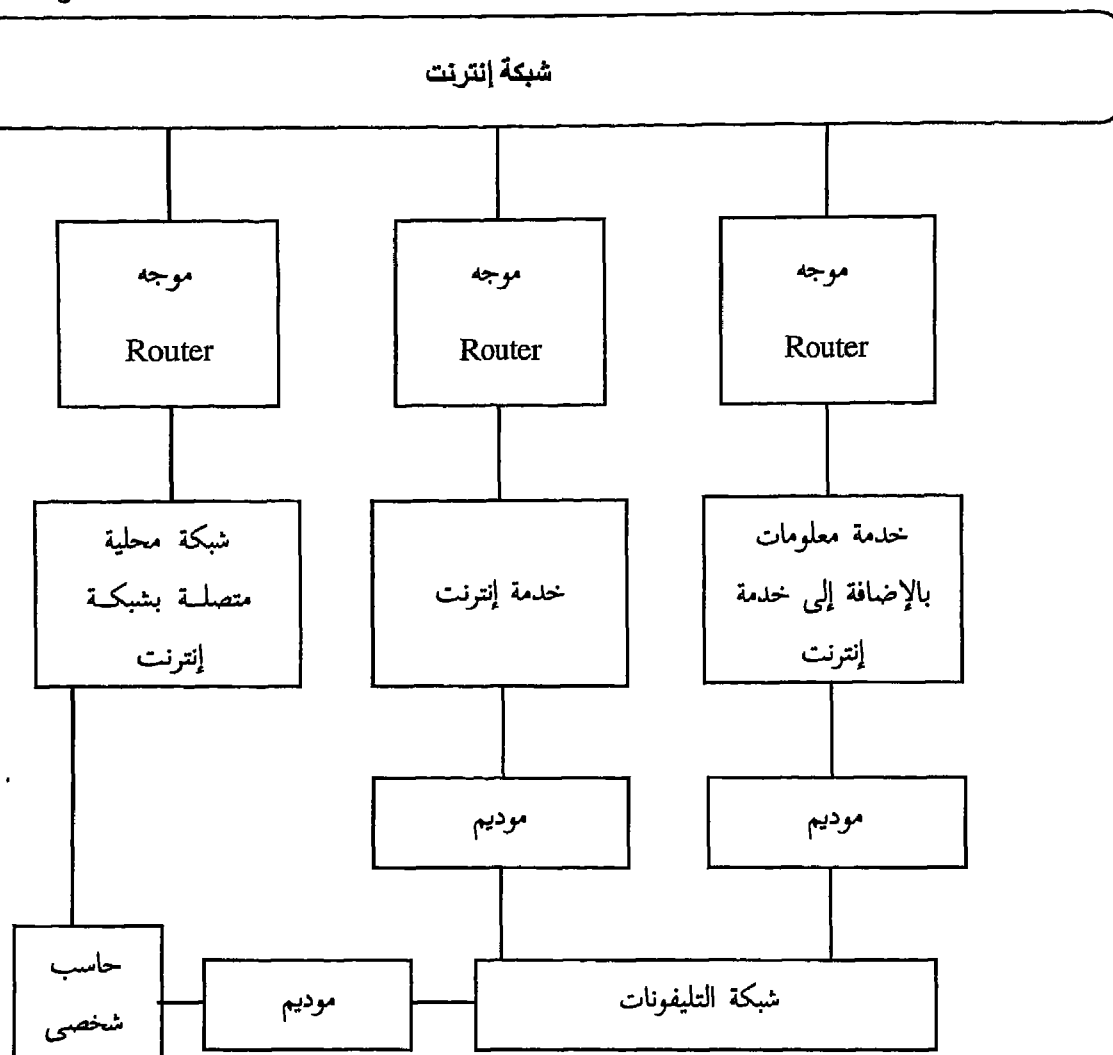 شبكة إنترنت
موجه
Router
موجه
Router
موجه
Router
خدمة معلومات
بالإضافة إلى خدمة
إنترنت
خدمة إنترنت
شبكة محلية
متصلة بشبكة
إنترنت
موديم
موديم
شبكة التليفونات
موديم
حاسب
شخصى